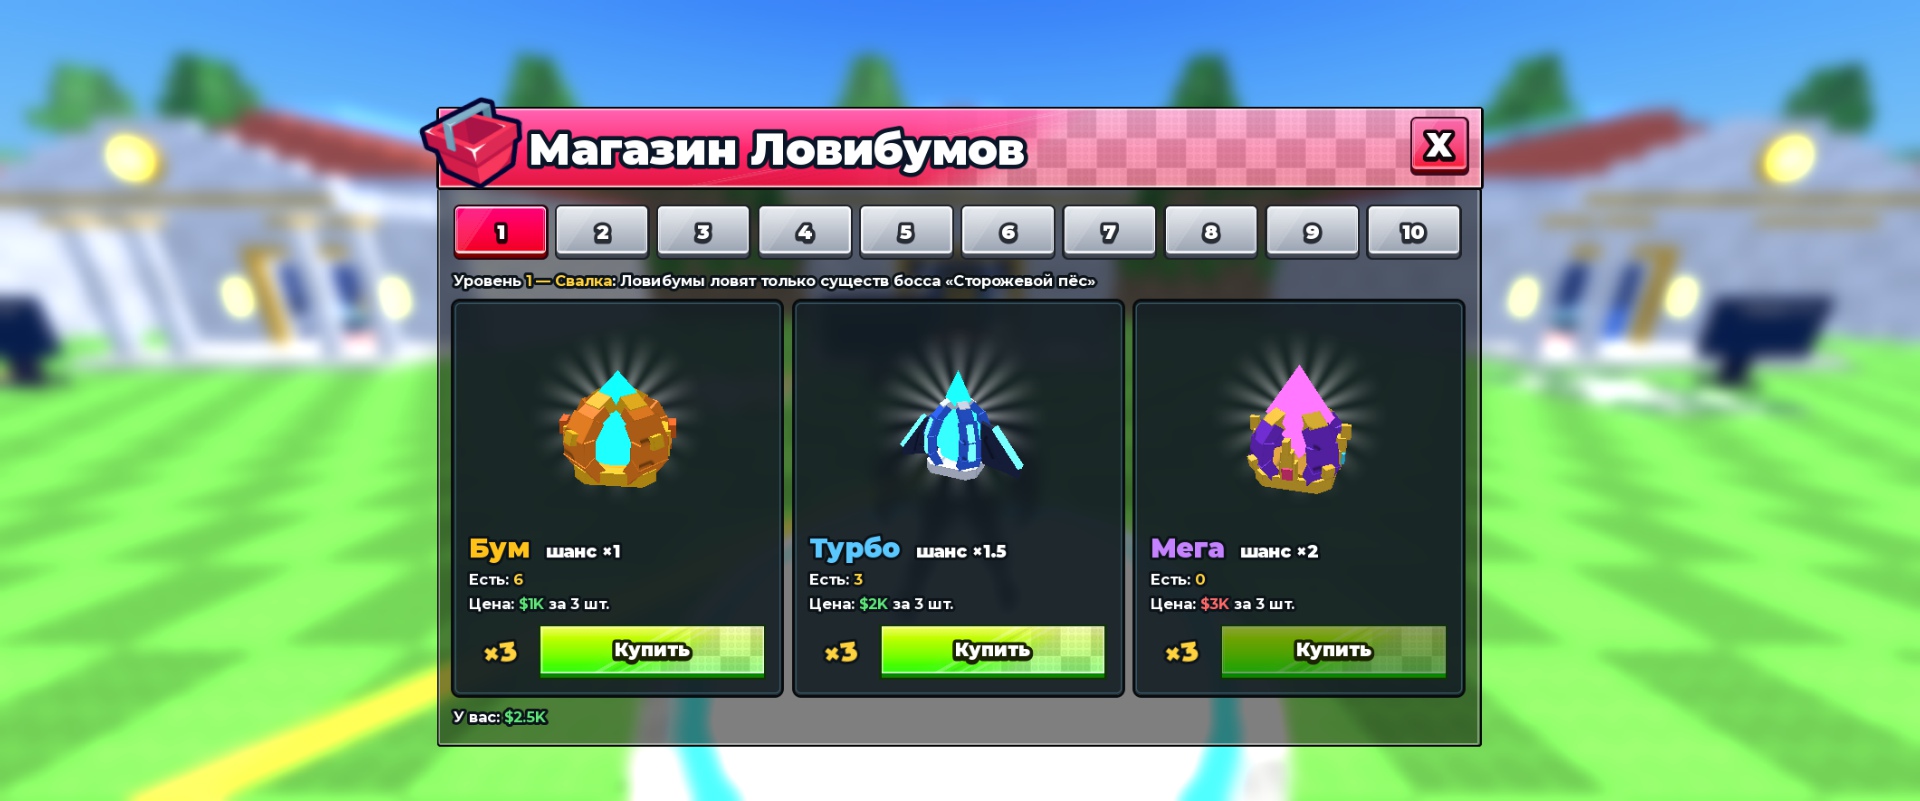 Магазин Ловибумов
X
1 2 3 4 5 6 7 8 9 10
Уровень 1 — Свалка: Ловибумы ловят только существ босса «Сторожевой пёс»
Бум шанс ×1
Есть: 6
Цена: $1K за 3 шт.
×3 Купить
Турбо шанс ×1.5
Есть: 3
Цена: $2K за 3 шт.
×3 Купить
Мега шанс ×2
Есть: 0
Цена: $3K за 3 шт.
×3 Купить
У вас: $2.5K